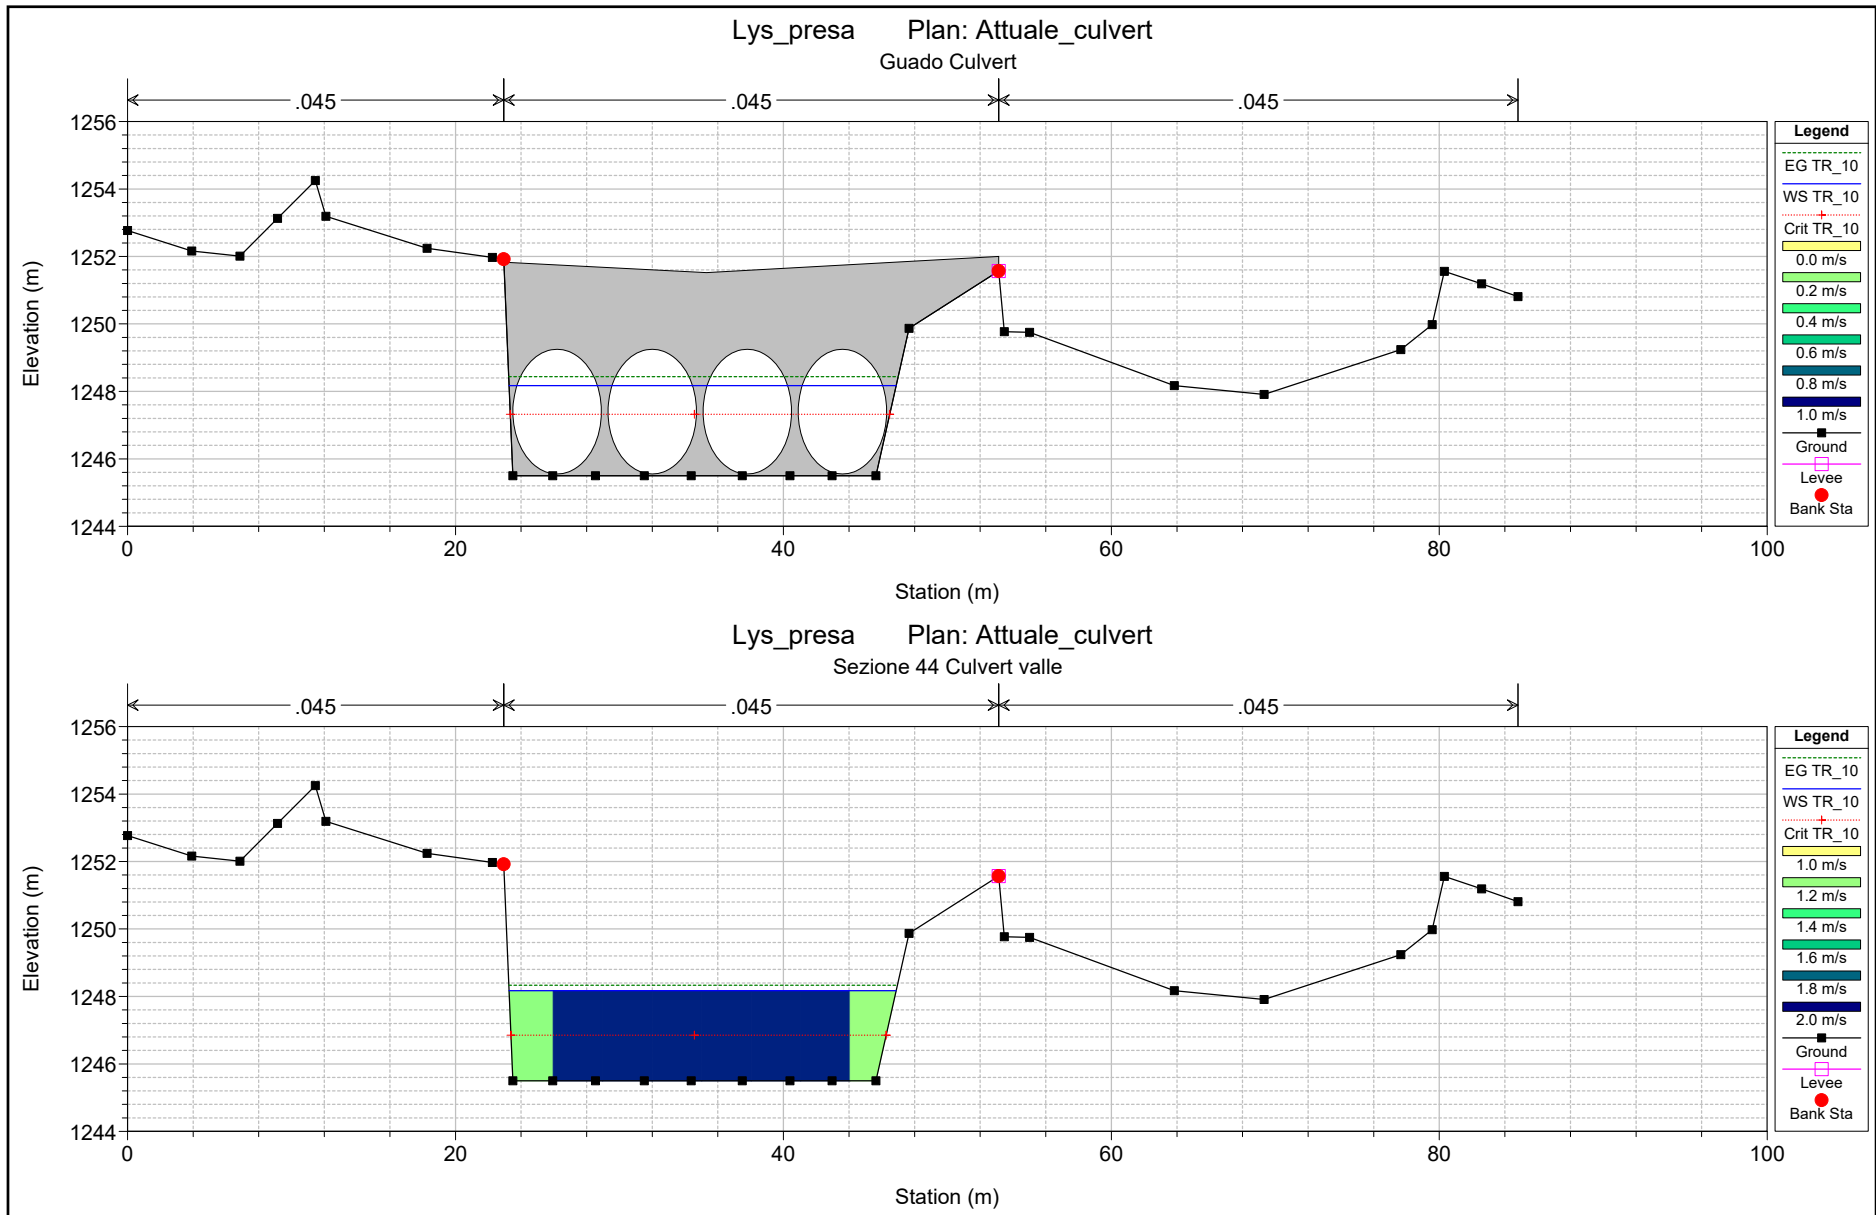 Lys_presa Plan: Attuale_culvert
Guado Culvert
.045 .045 .045
1256
1254
1252
1250
1248
1246
1244
Elevation (m)
0 20 40 60 80 100
Station (m)
Legend
EG TR_10
WS TR_10
Crit TR_10
0.0 m/s
0.2 m/s
0.4 m/s
0.6 m/s
0.8 m/s
1.0 m/s
Ground
Levee
Bank Sta
Lys_presa Plan: Attuale_culvert
Sezione 44 Culvert valle
.045 .045 .045
1256
1254
1252
1250
1248
1246
1244
Elevation (m)
0 20 40 60 80 100
Station (m)
Legend
EG TR_10
WS TR_10
Crit TR_10
1.0 m/s
1.2 m/s
1.4 m/s
1.6 m/s
1.8 m/s
2.0 m/s
Ground
Levee
Bank Sta